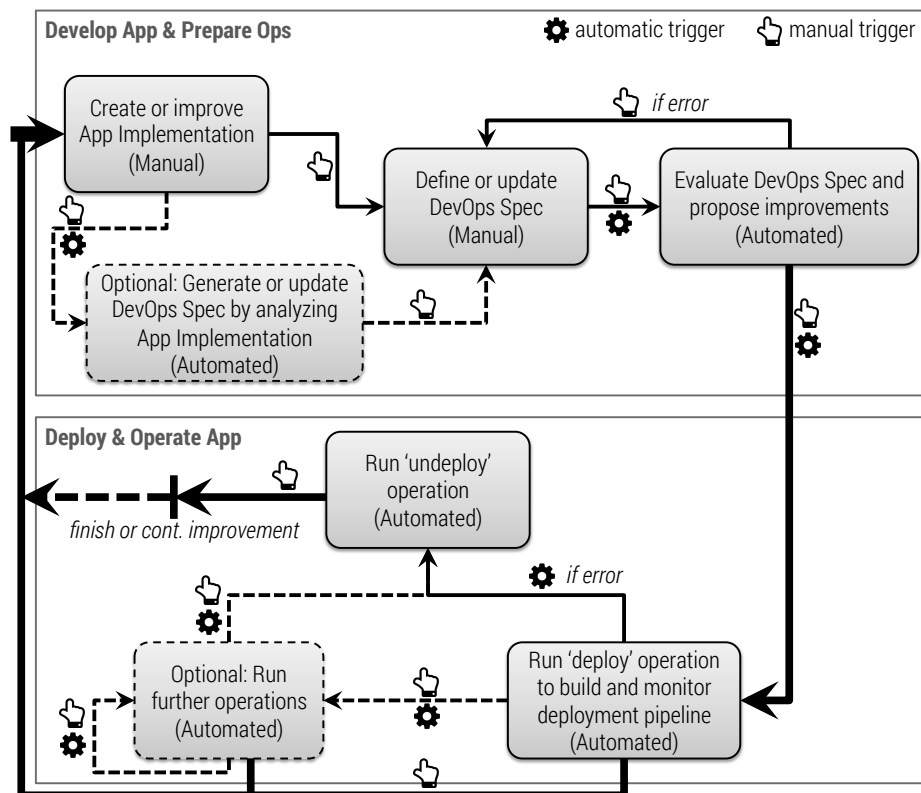 Develop App & Prepare Ops
automatic trigger
manual trigger
Create or improve
App Implementation
(Manual)
if error
Define or update
DevOps Spec
(Manual)
Evaluate DevOps Spec and
propose improvements
(Automated)
Optional: Generate or update
DevOps Spec by analyzing
App Implementation
(Automated)
Deploy & Operate App
Run ‘undeploy’
operation
(Automated)
finish or cont. improvement
if error
Optional: Run
further operations
(Automated)
Run ‘deploy’ operation
to build and monitor
deployment pipeline
(Automated)